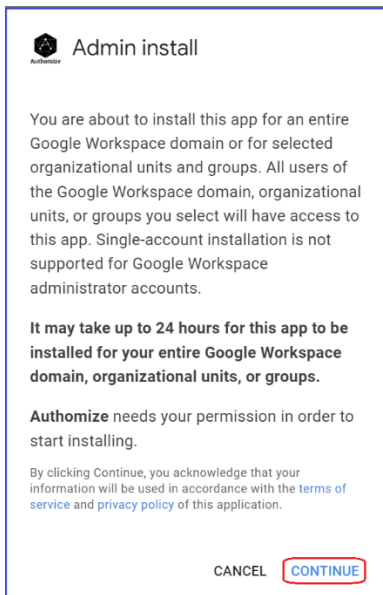 Admin install
Authomize
You are about to install this app for an entire
Google Workspace domain or for selected
organizational units and groups. All users of
the Google Workspace domain, organizational
units, or groups you select will have access to
this app. Single-account installation is not
supported for Google Workspace
administrator accounts.
It may take up to 24 hours for this app to be
installed for your entire Google Workspace
domain, organizational units, or groups.
Authomize needs your permission in order to
start installing.
By clicking Continue, you acknowledge that your
information will be used in accordance with the terms of
service and privacy policy of this application.
CANCEL CONTINUE